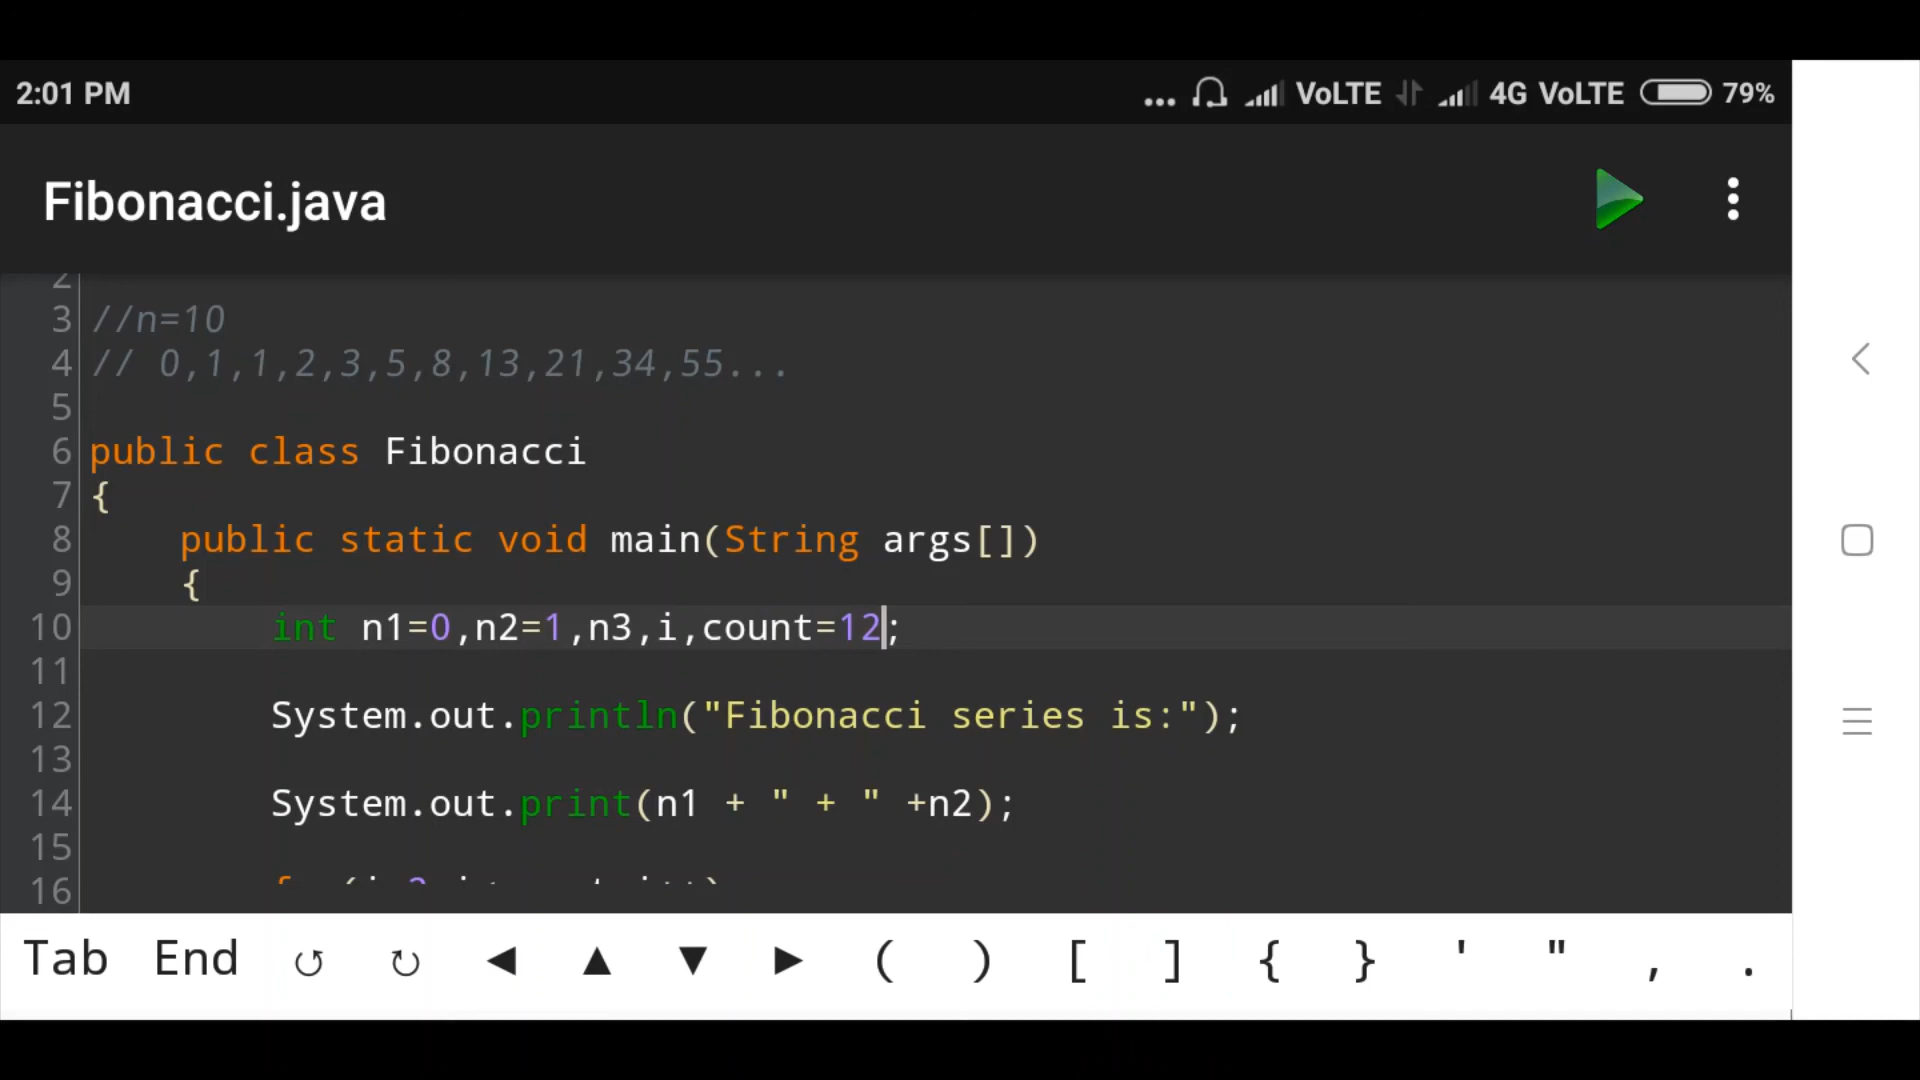 2:01 PM ... VoLTE 4G VoLTE 79%
Fibonacci.java
2
3 //n=10
4 // 0,1,1,2,3,5,8,13,21,34,55...
5
6 public class Fibonacci
7 {
8 public static void main(String args[])
9 {
10 int n1=0,n2=1,n3,i,count=12;
11
12 System.out.println("Fibonacci series is:");
13
14 System.out.print(n1 + " + " +n2);
15
16
Tab End ↺ ↻ ◀ ▲ ▼ ▶ ( ) [ ] { } ' " , .